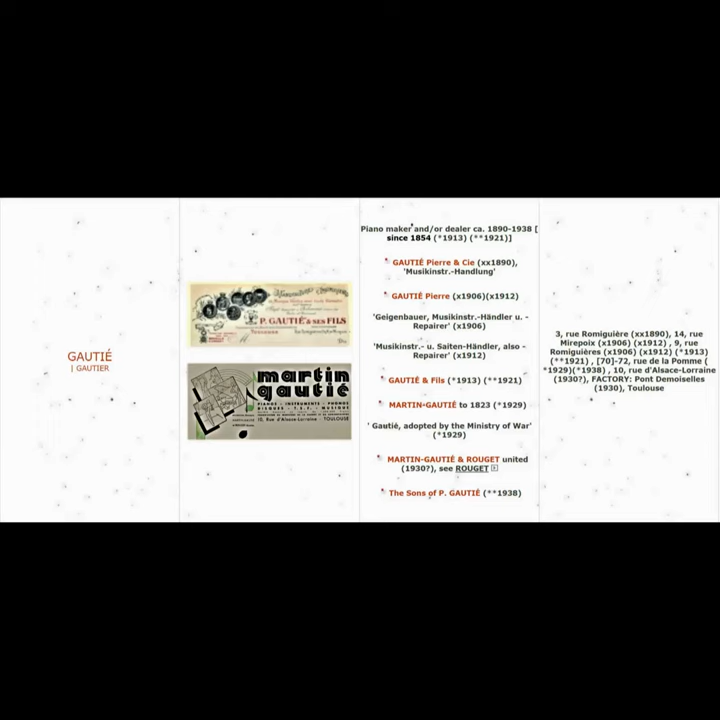 GAUTIÉ
| GAUTIER
P. GAUTIÉ & SES FILS
TOULOUSE
martin
gautié
PIANOS - INSTRUMENTS - PHONOS
DISQUES - T.S.F. - MUSIQUE
10, Rue d'Alsace-Lorraine - TOULOUSE
Piano maker and/or dealer ca. 1890-1938 [
since 1854 (*1913) (**1921)]
* GAUTIÉ Pierre & Cie (xx1890),
'Musikinstr.-Handlung'
* GAUTIÉ Pierre (x1906)(x1912)
'Geigenbauer, Musikinstr.-Händler u. -
Repairer' (x1906)
'Musikinstr.- u. Saiten-Händler, also -
Repairer' (x1912)
* GAUTIÉ & Fils (*1913) (**1921)
* MARTIN-GAUTIÉ to 1823 (*1929)
' Gautié, adopted by the Ministry of War'
(*1929)
* MARTIN-GAUTIÉ & ROUGET united
(1930?), see ROUGET
* The Sons of P. GAUTIÉ (**1938)
3, rue Romiguière (xx1890), 14, rue
Mirepoix (x1906) (x1912) , 9, rue
Romiguières (x1906) (x1912) (*1913)
(**1921) , [70]-72, rue de la Pomme (
*1929)(*1938) , 10, rue d'Alsace-Lorraine
(1930?), FACTORY: Pont Demoiselles
(1930), Toulouse